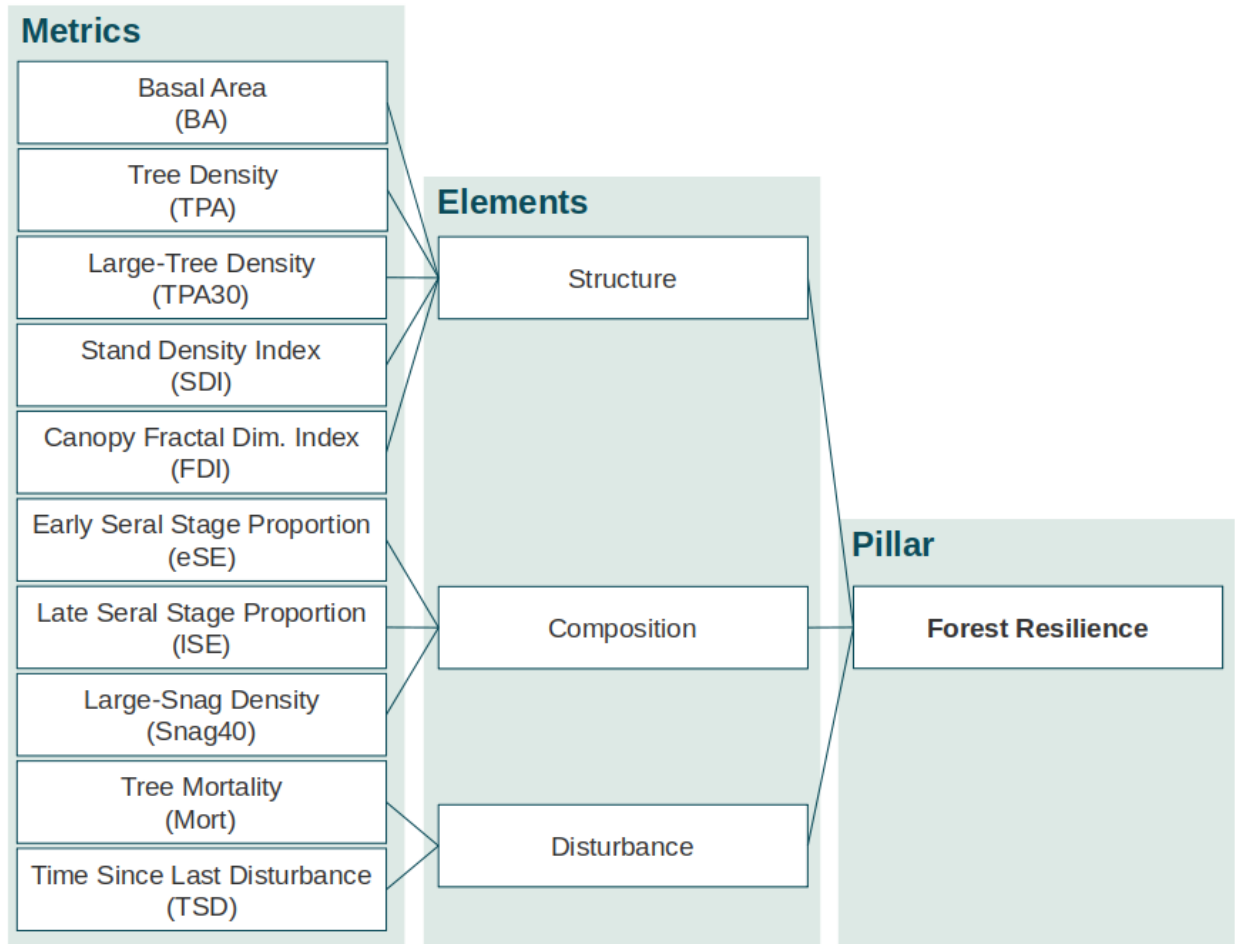 Metrics
Basal Area
(BA)
Tree Density
(TPA)
Large-Tree Density
(TPA30)
Stand Density Index
(SDI)
Canopy Fractal Dim. Index
(FDI)
Early Seral Stage Proportion
(eSE)
Late Seral Stage Proportion
(lSE)
Large-Snag Density
(Snag40)
Tree Mortality
(Mort)
Time Since Last Disturbance
(TSD)
Elements
Structure
Composition
Disturbance
Pillar
Forest Resilience